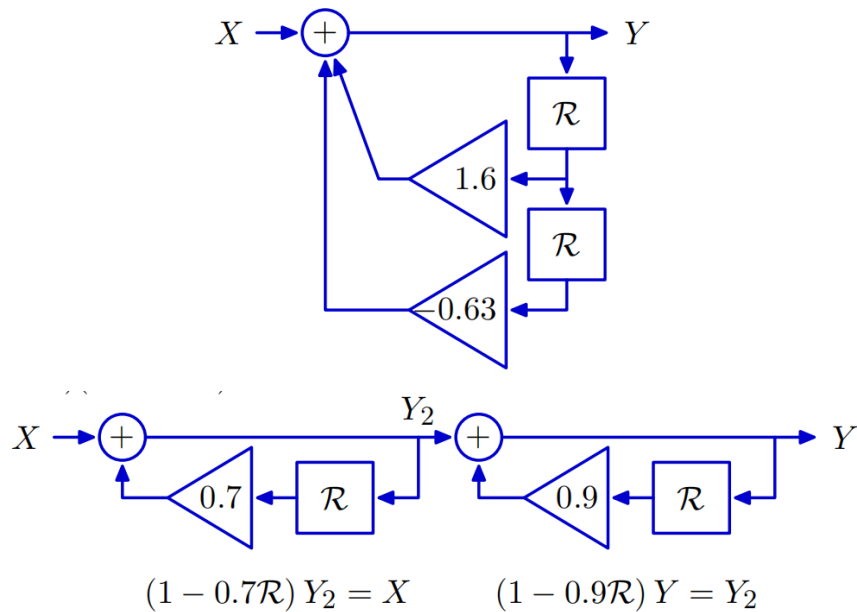 X + Y
ℛ
1.6
ℛ
−0.63
X + Y₂ + Y
0.7 ℛ 0.9 ℛ
(1 − 0.7ℛ) Y₂ = X (1 − 0.9ℛ) Y = Y₂